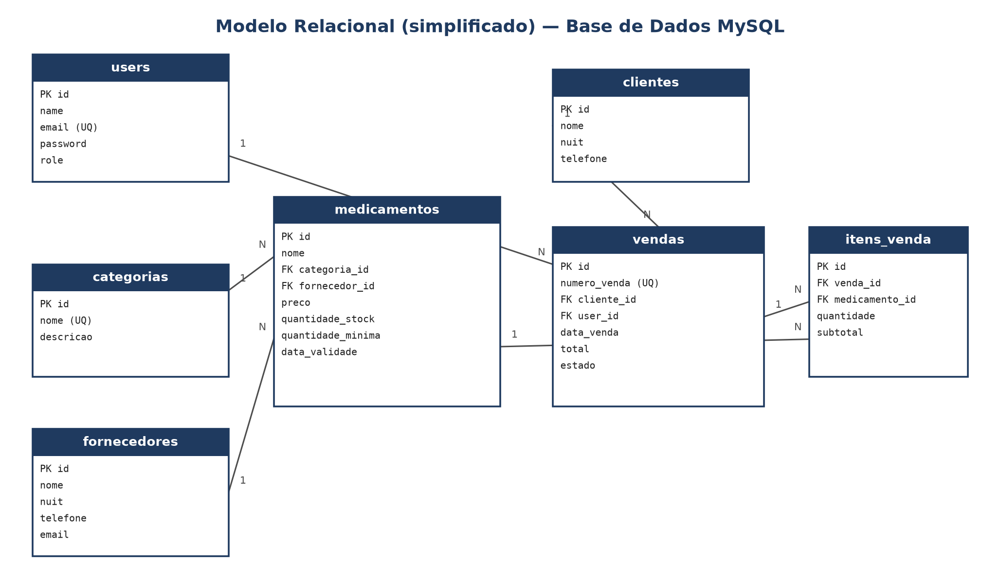 Modelo Relacional (simplificado) — Base de Dados MySQL
users
PK id
name
email (UQ)
password
role
1
clientes
PK id
1
nome
nuit
telefone
N
medicamentos
PK id
nome
FK categoria_id
FK fornecedor_id
preco
quantidade_stock
quantidade_minima
data_validade
N
N
N
1
vendas
PK id
numero_venda (UQ)
FK cliente_id
FK user_id
data_venda
total
estado
1
N
N
itens_venda
PK id
FK venda_id
FK medicamento_id
quantidade
subtotal
categorias
PK id
nome (UQ)
descricao
1
fornecedores
PK id
nome
nuit
telefone
email
1